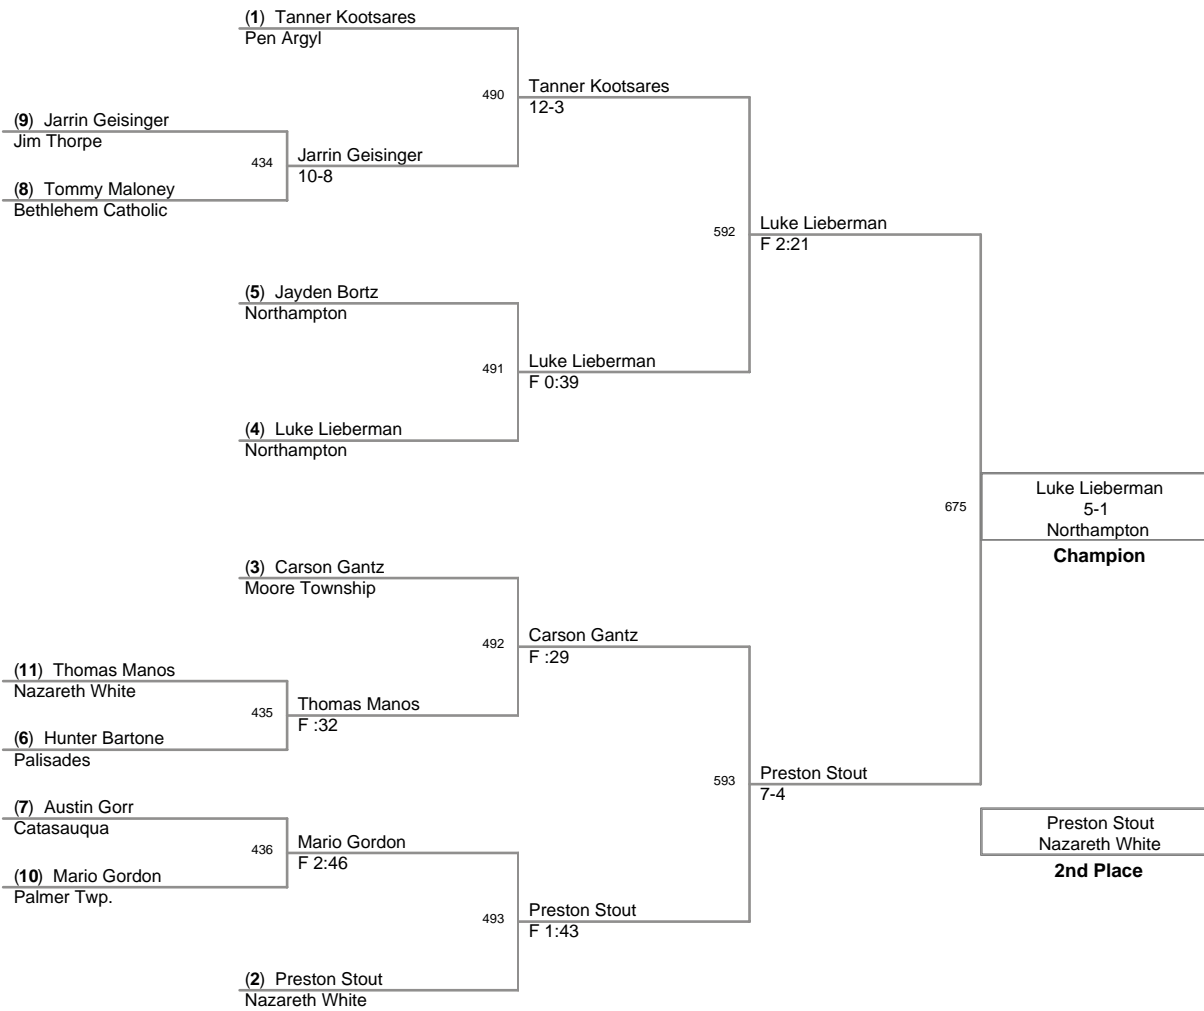 (1) Tanner Kootsares
Pen Argyl
490
Tanner Kootsares
12-3
(9) Jarrin Geisinger
Jim Thorpe
434
Jarrin Geisinger
10-8
(8) Tommy Maloney
Bethlehem Catholic
592
Luke Lieberman
F 2:21
(5) Jayden Bortz
Northampton
491
Luke Lieberman
F 0:39
(4) Luke Lieberman
Northampton
675
Luke Lieberman
5-1
Northampton
Champion
(3) Carson Gantz
Moore Township
492
Carson Gantz
F :29
(11) Thomas Manos
Nazareth White
435
Thomas Manos
F :32
(6) Hunter Bartone
Palisades
593
Preston Stout
7-4
(7) Austin Gorr
Catasauqua
436
Mario Gordon
F 2:46
(10) Mario Gordon
Palmer Twp.
493
Preston Stout
F 1:43
(2) Preston Stout
Nazareth White
Preston Stout
Nazareth White
2nd Place